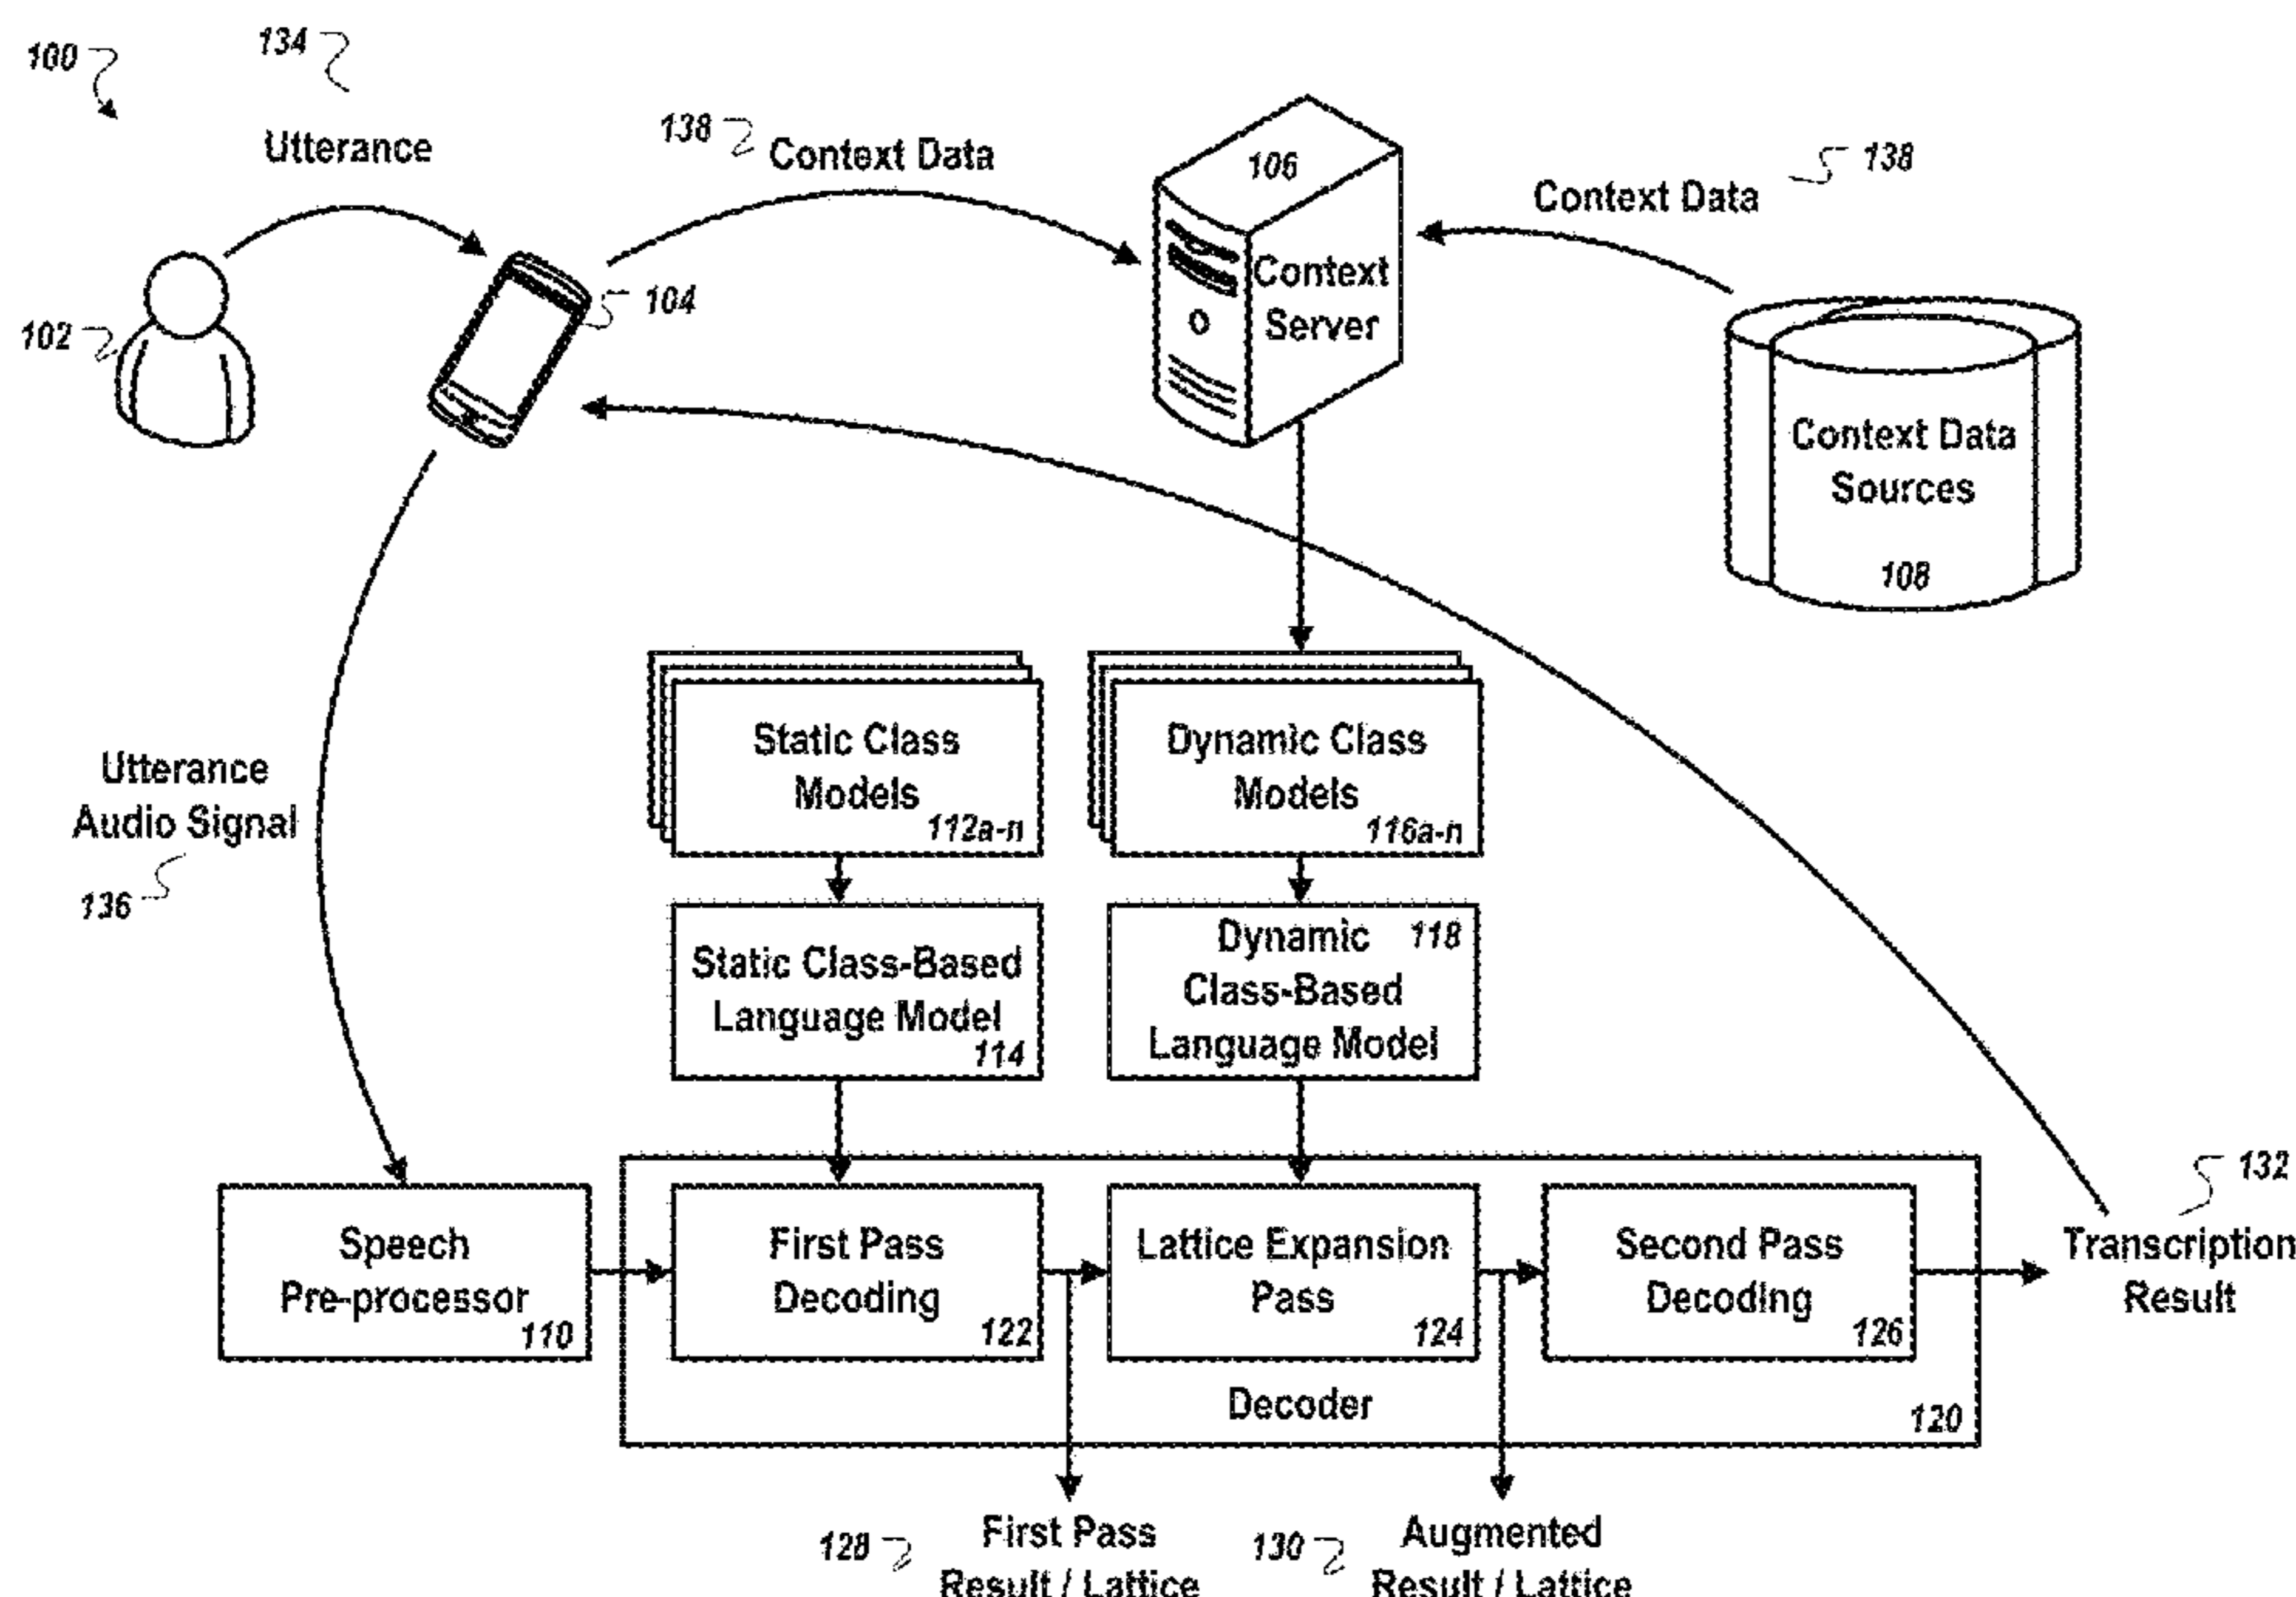 100
134
Utterance
138
Context Data
106
Context
Server
138
Context Data
102
104
Context Data
Sources
108
Utterance
Audio Signal
136
Static Class
Models
112a-n
Dynamic Class
Models
116a-n
Static Class-Based
Language Model
114
Dynamic 118
Class-Based
Language Model
132
Speech
Pre-processor
110
First Pass
Decoding
122
Lattice Expansion
Pass
124
Second Pass
Decoding
126
Transcription
Result
Decoder
120
128
First Pass
Result / Lattice
130
Augmented
Result / Lattice